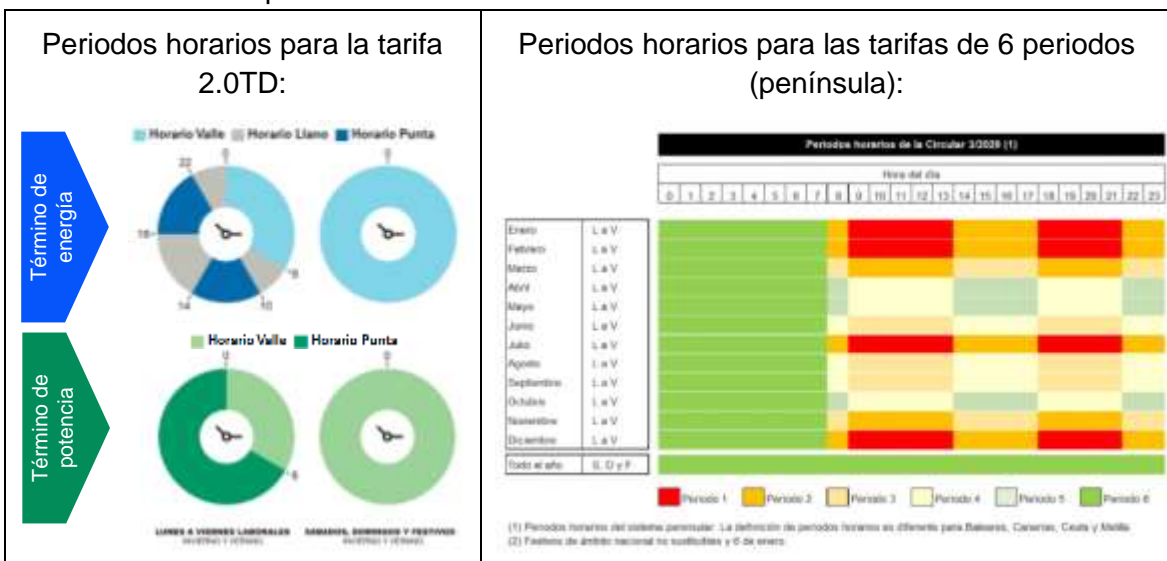 Periodos horarios para la tarifa
2.0TD:
Término de
energía
Horario Valle Horario Llano Horario Punta
0
22
18
14
10
8
0
Término de
potencia
Horario Valle Horario Punta
0
8
0
LUNES A VIERNES LABORALES
INVIERNO Y VERANO
SABADOS, DOMINGOS Y FESTIVOS
INVIERNO Y VERANO
Periodos horarios para las tarifas de 6 periodos
(península):
Periodos horarios de la Circular 3/2020 (1)
Hora del día
0 1 2 3 4 5 6 7 8 9 10 11 12 13 14 15 16 17 18 19 20 21 22 23
Enero L a V
Febrero L a V
Marzo L a V
Abril L a V
Mayo L a V
Junio L a V
Julio L a V
Agosto L a V
Septiembre L a V
Octubre L a V
Noviembre L a V
Diciembre L a V
Todo el año S, D y F
Periodo 1 Periodo 2 Periodo 3 Periodo 4 Periodo 5 Periodo 6
(1) Periodos horarios del sistema peninsular. La definición de periodos horarios es diferente para Baleares, Canarias, Ceuta y Melilla
(2) Festivos de ámbito nacional no sustituibles y 6 de enero.